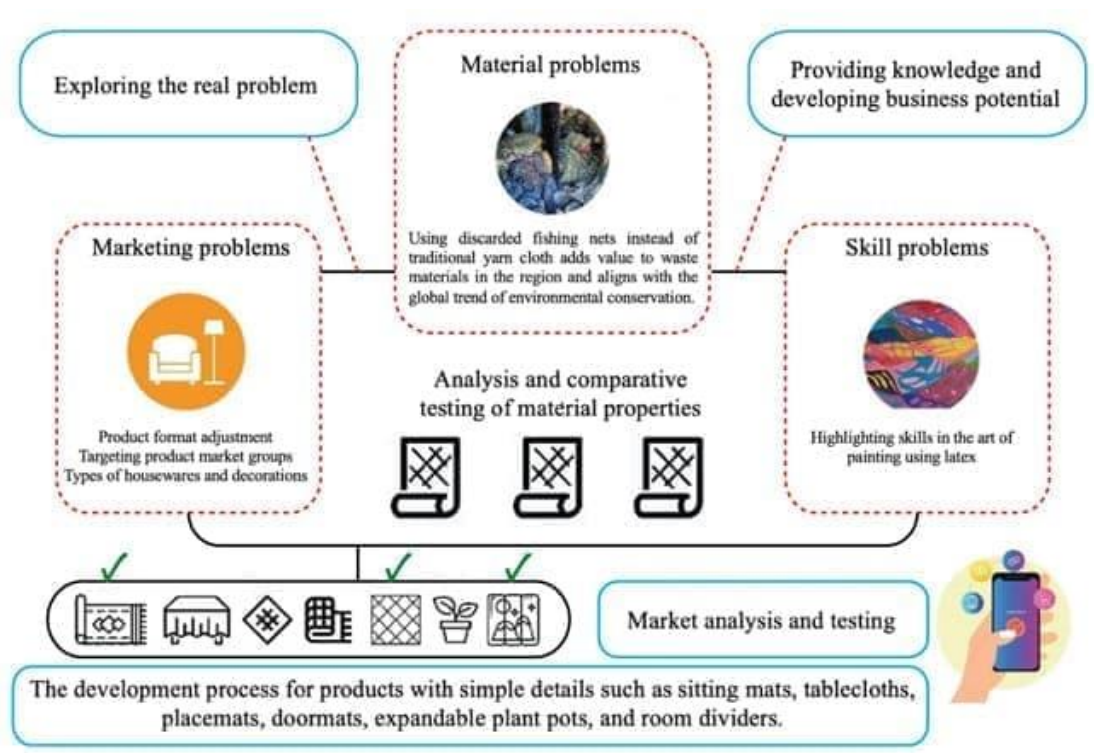 Exploring the real problem
Material problems
Providing knowledge and
developing business potential
Using discarded fishing nets instead of
traditional yarn cloth adds value to waste
materials in the region and aligns with the
global trend of environmental conservation.
Marketing problems
Product format adjustment
Targeting product market groups
Types of housewares and decorations
Skill problems
Highlighting skills in the art of
painting using latex
Analysis and comparative
testing of material properties
Market analysis and testing
The development process for products with simple details such as sitting mats, tablecloths,
placemats, doormats, expandable plant pots, and room dividers.